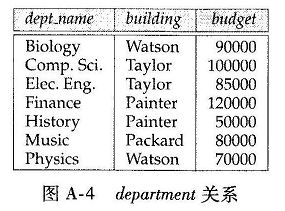 dept_name building budget
Biology Watson 90000
Comp. Sci. Taylor 100000
Elec. Eng. Taylor 85000
Finance Painter 120000
History Painter 50000
Music Packard 80000
Physics Watson 70000
图 A-4 department 关系